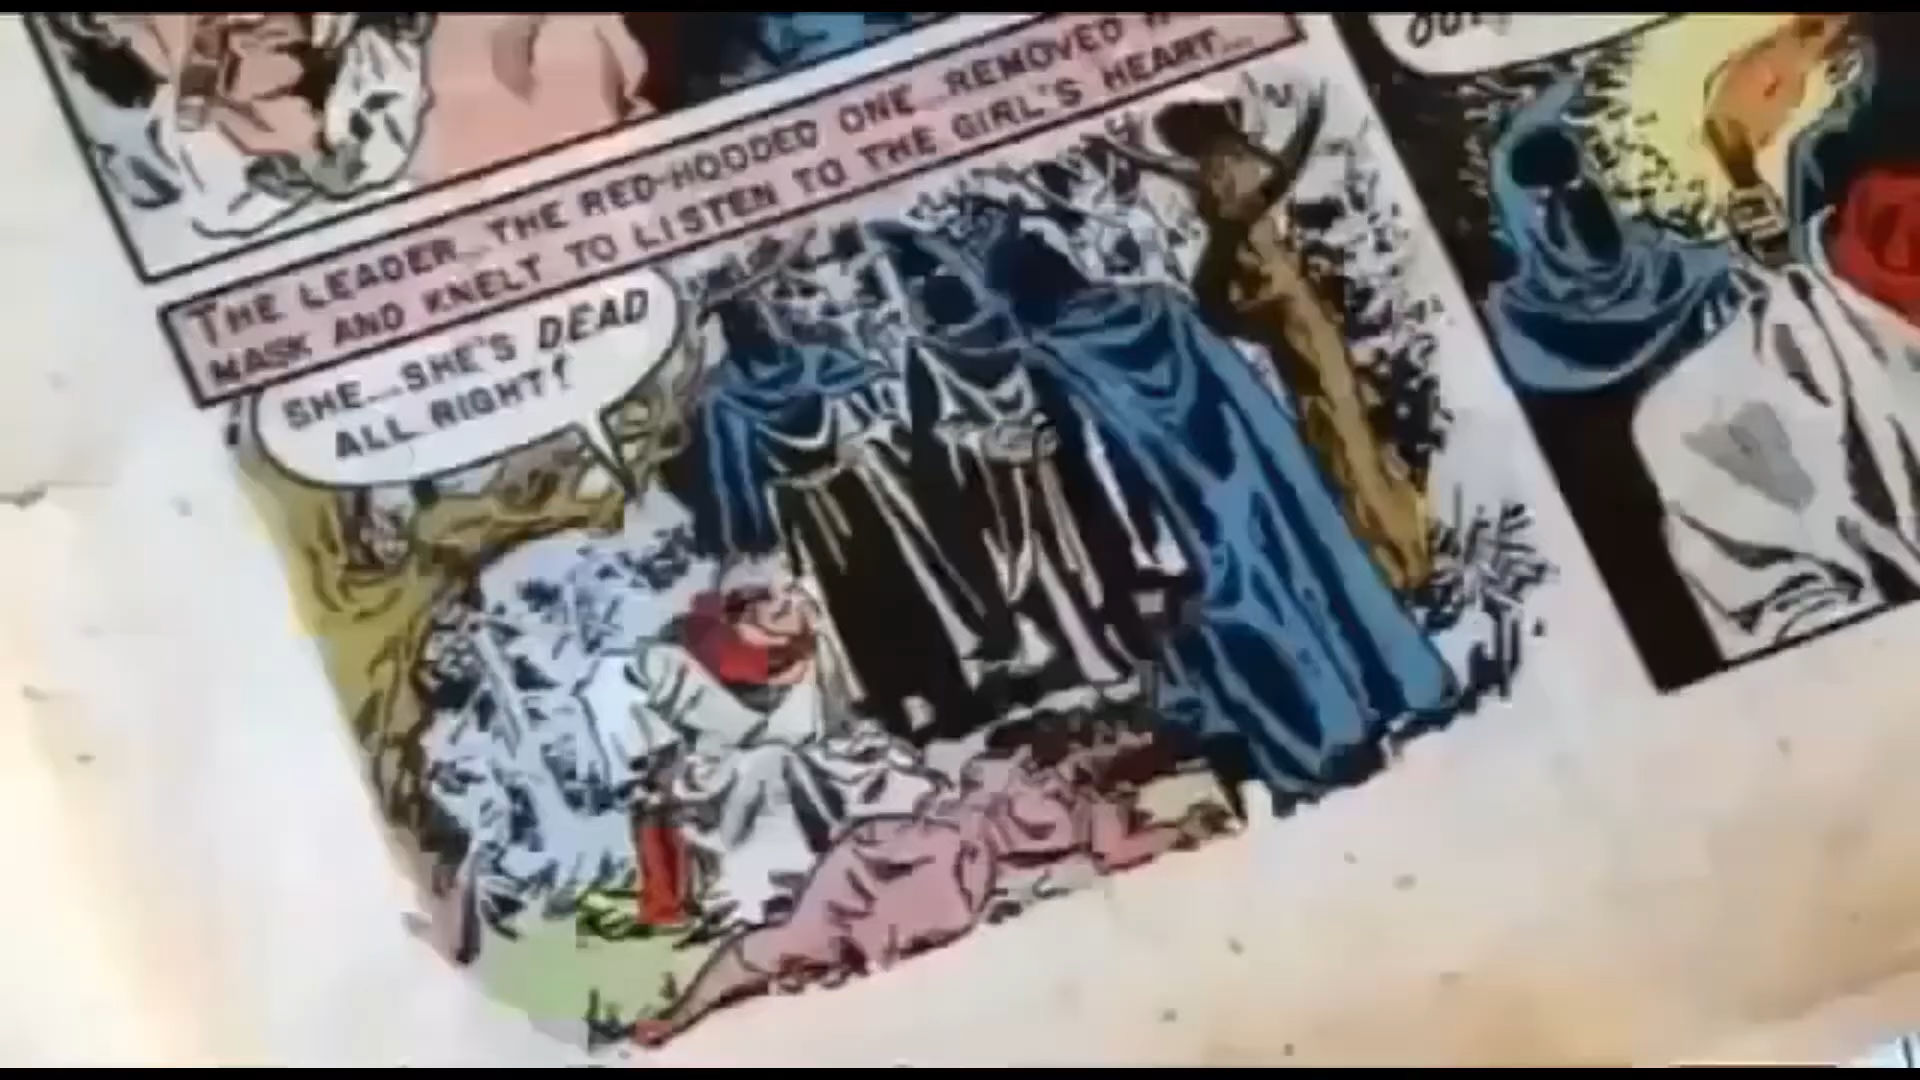 THE LEADER...THE RED-HOODED ONE...REMOVED
MASK AND KNELT TO LISTEN TO THE GIRL'S HEART...
SHE...SHE'S DEAD
ALL RIGHT!